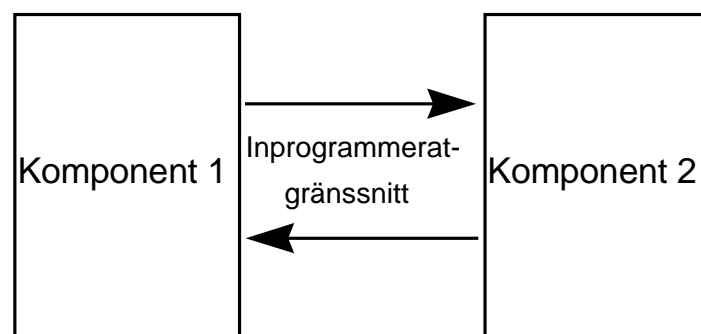 Komponent 1
Inprogrammerat-
gränssnitt
Komponent 2